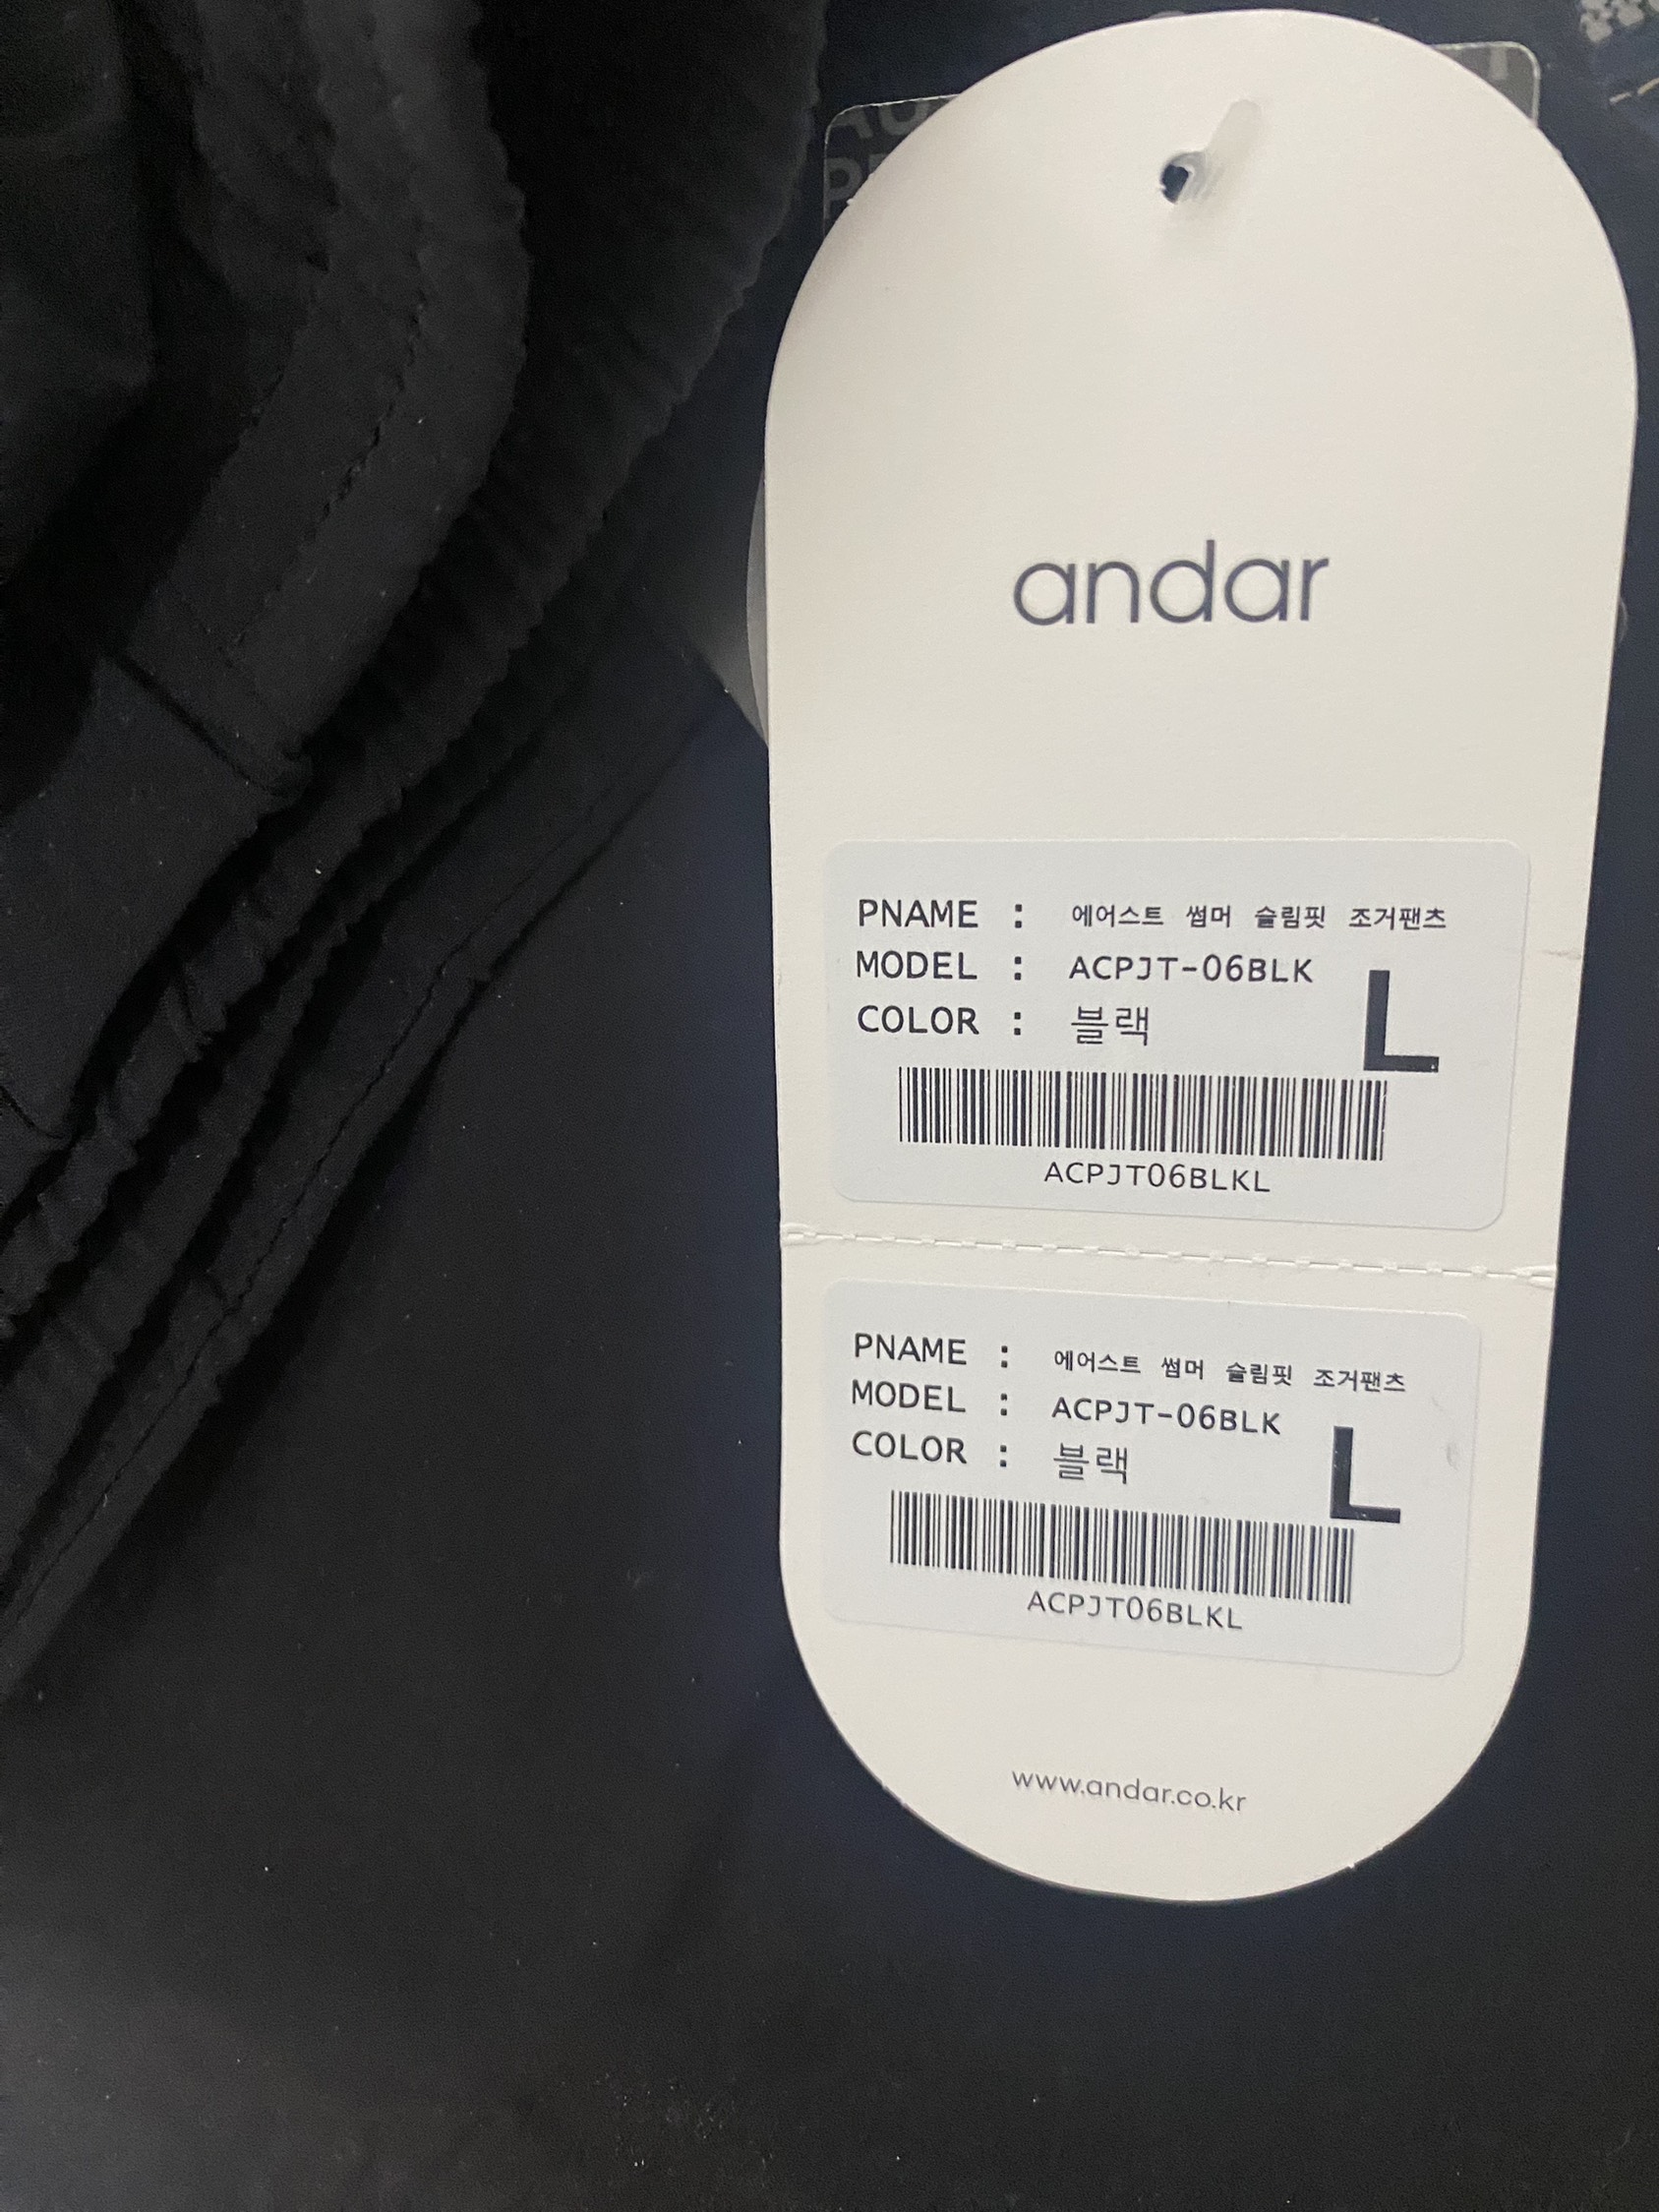 andar
PNAME : 에어스트 썸머 슬림핏 조거팬츠
MODEL : ACPJT-06BLK
COLOR : 블랙
L
ACPJT06BLKL
PNAME : 에어스트 썸머 슬림핏 조거팬츠
MODEL : ACPJT-06BLK
COLOR : 블랙
L
ACPJT06BLKL
www.andar.co.kr